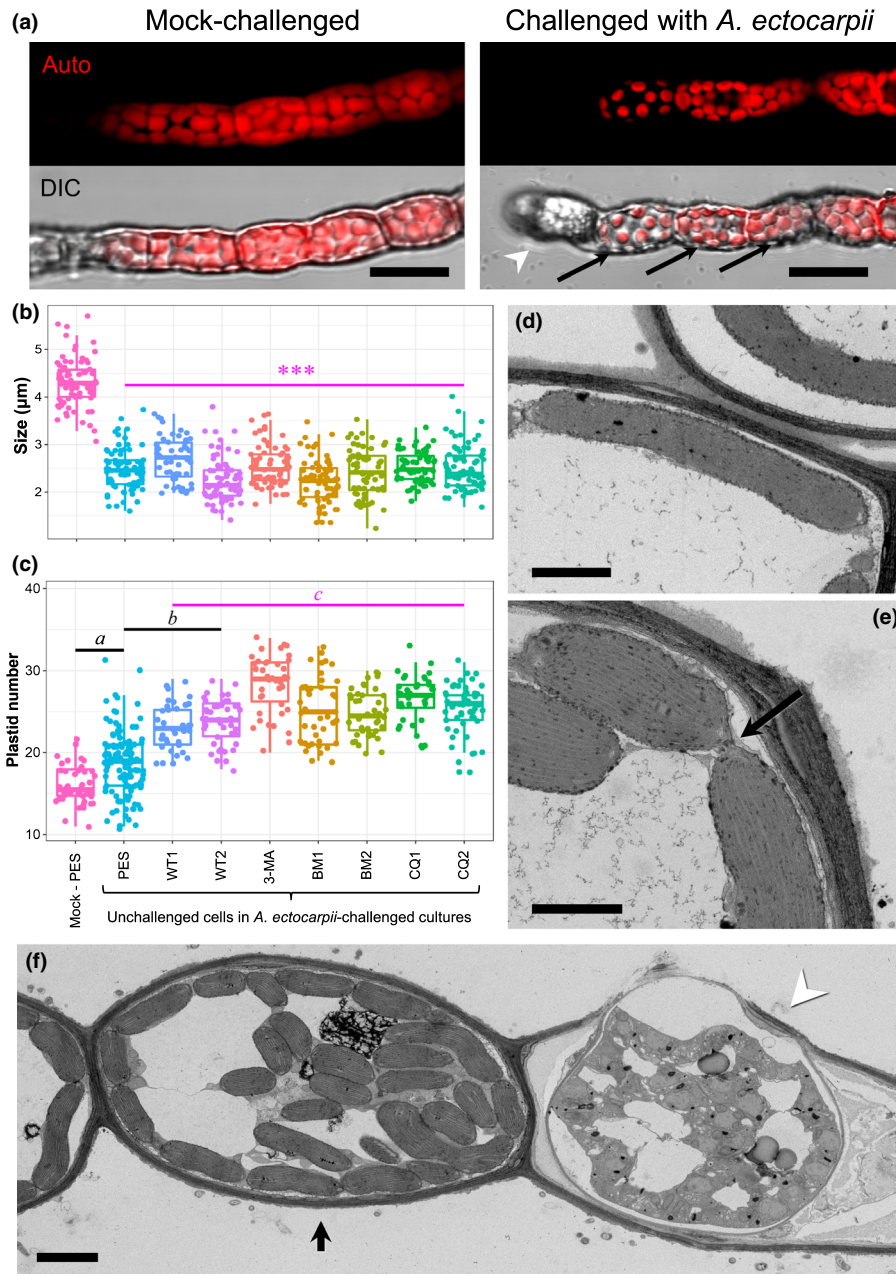 (a)
Mock-challenged
Challenged with A. ectocarpii
Auto
DIC
(b)
Size (µm)
5
4
3
2
***
(c)
Plastid number
40
30
20
10
a
b
c
Mock - PES
PES
WT1
WT2
3-MA
BM1
BM2
CQ1
CQ2
Unchallenged cells in A. ectocarpii-challenged cultures
(d)
(e)
(f)